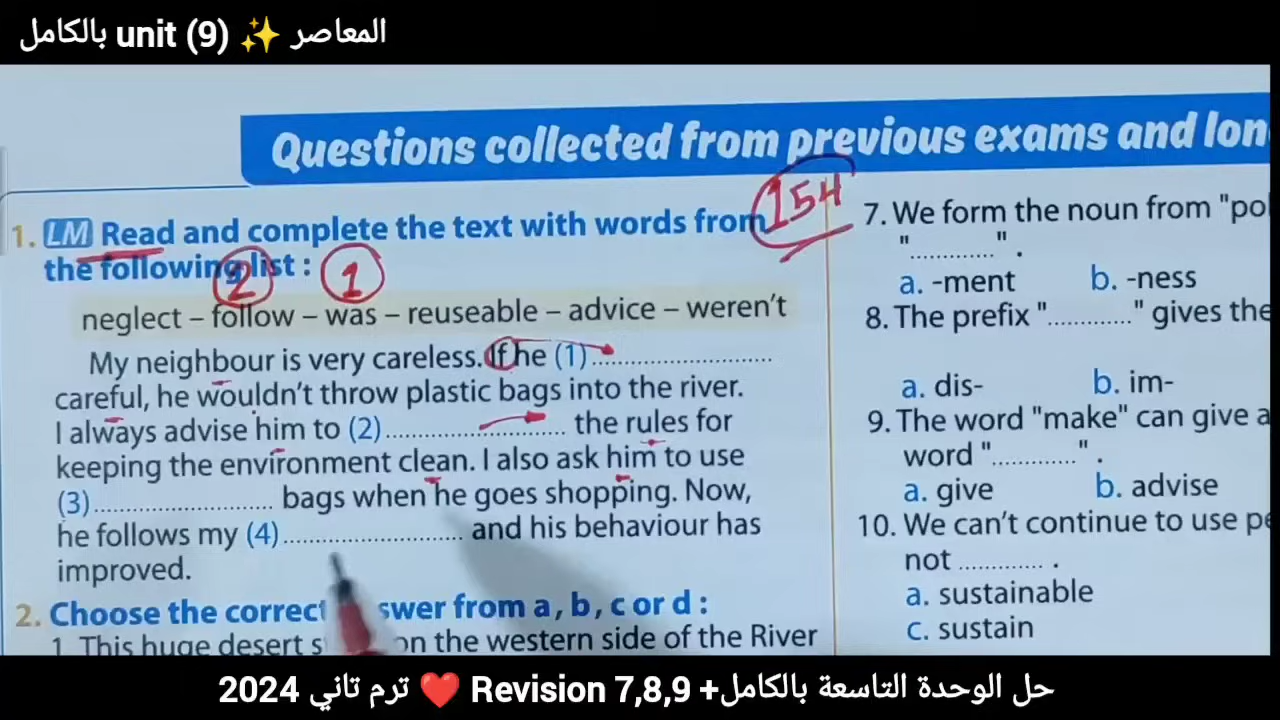 المعاصر ✨ unit (9) بالكامل
Questions collected from previous exams and lon
154
1. LM Read and complete the text with words from
the following list :
2 1
neglect – follow – was – reuseable – advice – weren't
My neighbour is very careless. If he (1) ..............................
careful, he wouldn't throw plastic bags into the river.
I always advise him to (2) .............................. the rules for
keeping the environment clean. I also ask him to use
(3) .............................. bags when he goes shopping. Now,
he follows my (4) .............................. and his behaviour has
improved.
2. Choose the correct answer from a, b, c or d :
1. This huge desert on the western side of the River
7. We form the noun from "pol
"............." .
a. -ment b. -ness
8. The prefix "............." gives the
a. dis- b. im-
9. The word "make" can give a
word "............." .
a. give b. advise
10. We can't continue to use pe
not ............. .
a. sustainable
c. sustain
حل الوحدة التاسعة بالكامل+ Revision 7,8,9 ❤️ ترم تاني 2024